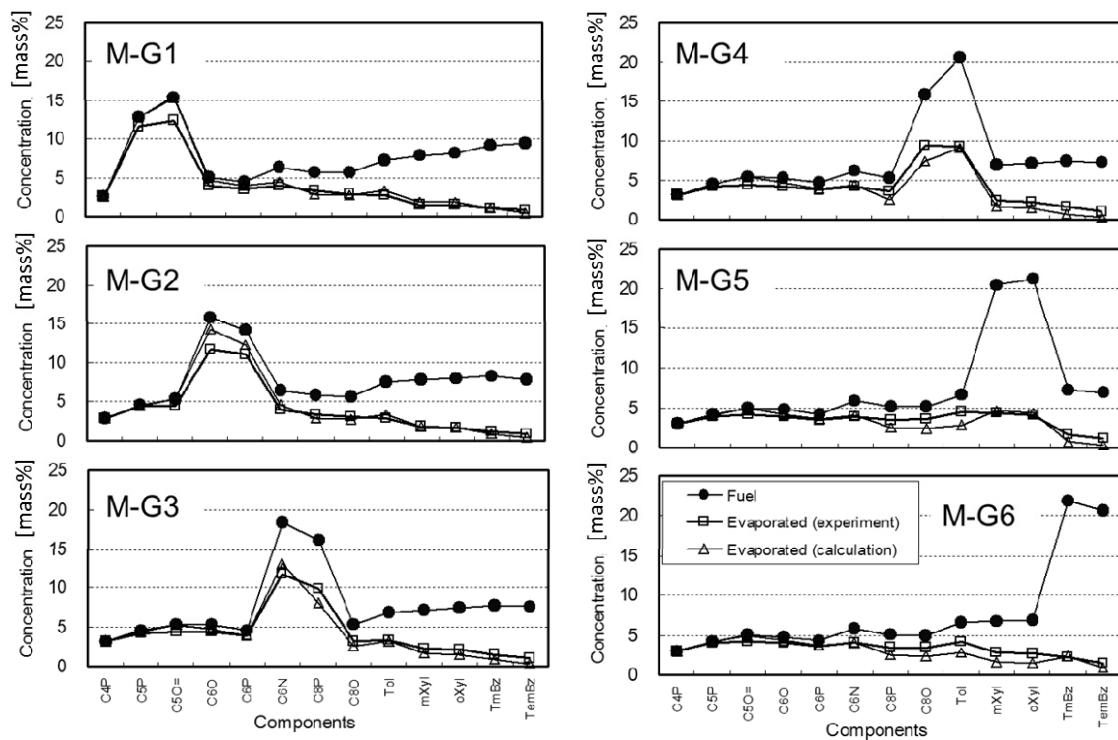 M-G1
Concentration [mass%]
25
20
15
10
5
0
M-G2
Concentration [mass%]
25
20
15
10
5
0
M-G3
Concentration [mass%]
25
20
15
10
5
0
C4P
C5P
C5O=
C6O
C6P
C6N
C8P
C8O
Tol
mXyl
oXyl
TmBz
TemBz
Components
M-G4
Concentration [mass%]
25
20
15
10
5
0
M-G5
Concentration [mass%]
25
20
15
10
5
0
M-G6
Concentration [mass%]
25
20
15
10
5
0
Fuel
Evaporated (experiment)
Evaporated (calculation)
C4P
C5P
C5O=
C6O
C6P
C6N
C8P
C8O
Tol
mXyl
oXyl
TmBz
TemBz
Components